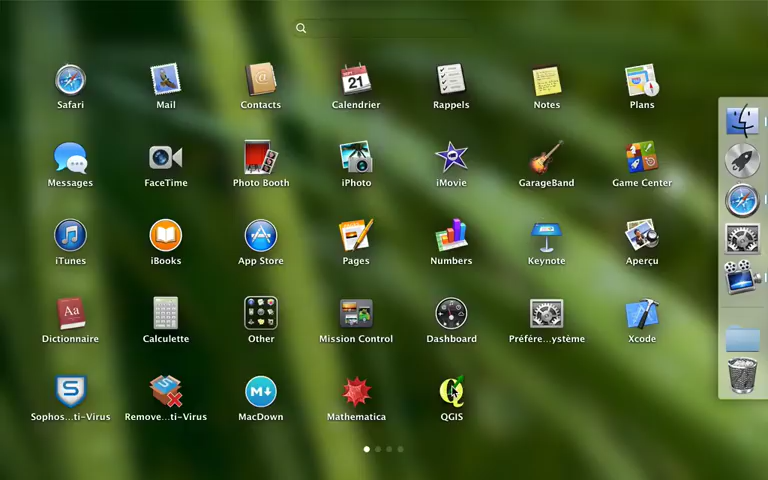 Safari
Mail
Contacts
Calendrier
Rappels
Notes
Plans
Messages
FaceTime
Photo Booth
iPhoto
iMovie
GarageBand
Game Center
iTunes
iBooks
App Store
Pages
Numbers
Keynote
Aperçu
Dictionnaire
Calculette
Other
Mission Control
Dashboard
Préfére...ystème
Xcode
Sophos...ti-Virus
Remove...ti-Virus
MacDown
Mathematica
QGIS
21
Aa
S
M
Q